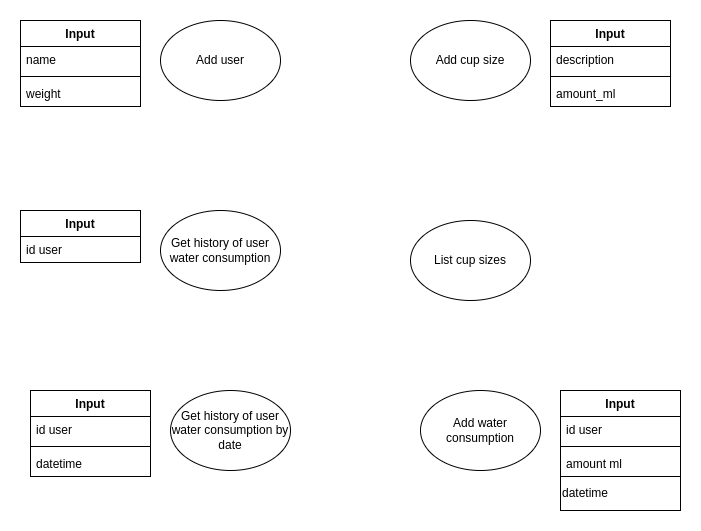 Input
name
weight
Add user
Add cup size
Input
description
amount_ml
Input
id user
Get history of user
water consumption
List cup sizes
Input
id user
datetime
Get history of user
water consumption by
date
Add water
consumption
Input
id user
amount ml
datetime